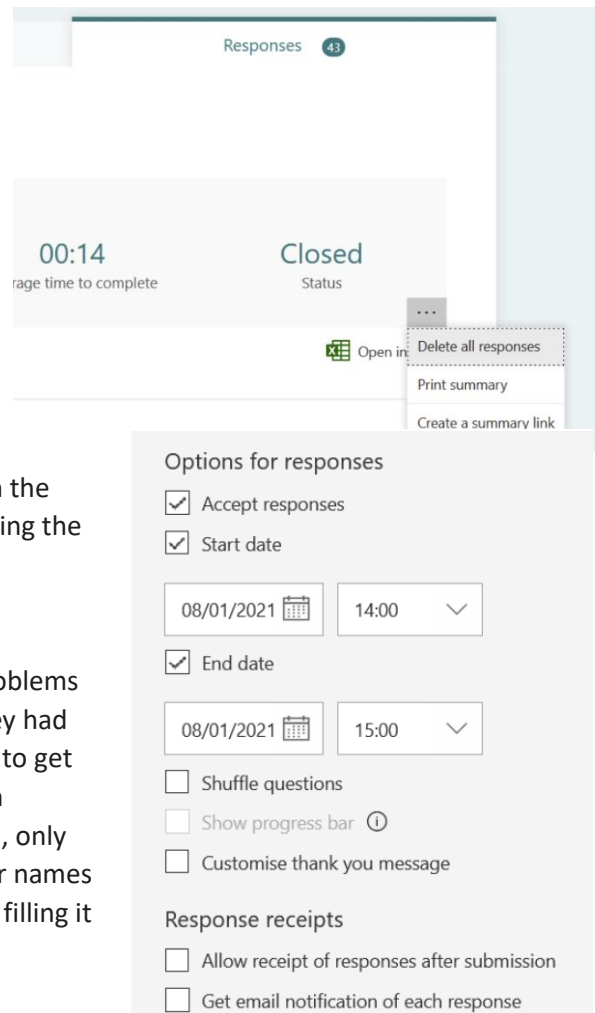 Responses 43
00:14
Closed
rage time to complete
Status
...
Open in
Delete all responses
Print summary
Create a summary link
the
ing the
oblems
ey had
to get
, only
r names
filling it
Options for responses
Accept responses
Start date
08/01/2021 14:00
End date
08/01/2021 15:00
Shuffle questions
Show progress bar
Customise thank you message
Response receipts
Allow receipt of responses after submission
Get email notification of each response